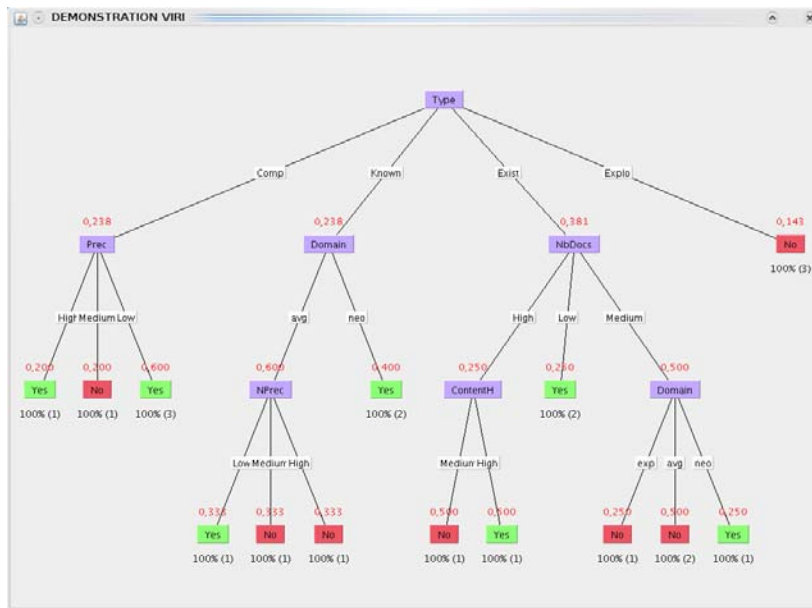 DEMONSTRATION VIRI
Type
Comp Known Exist Explo
0,238 0,238 0,381 0,143
Prec Domain NbDocs No
100% (3)
High Medium Low avg neo High Low Medium
0,200 0,200 0,600 0,600 0,400 0,250 0,250 0,500
Yes No Yes NPrec Yes ContentH Yes Domain
100% (1) 100% (1) 100% (3) 100% (2) 100% (2)
Low Medium High Medium High exp avg neo
0,333 0,333 0,333 0,500 0,500 0,250 0,500 0,250
Yes No No No Yes No No Yes
100% (1) 100% (1) 100% (1) 100% (1) 100% (1) 100% (1) 100% (2) 100% (1)